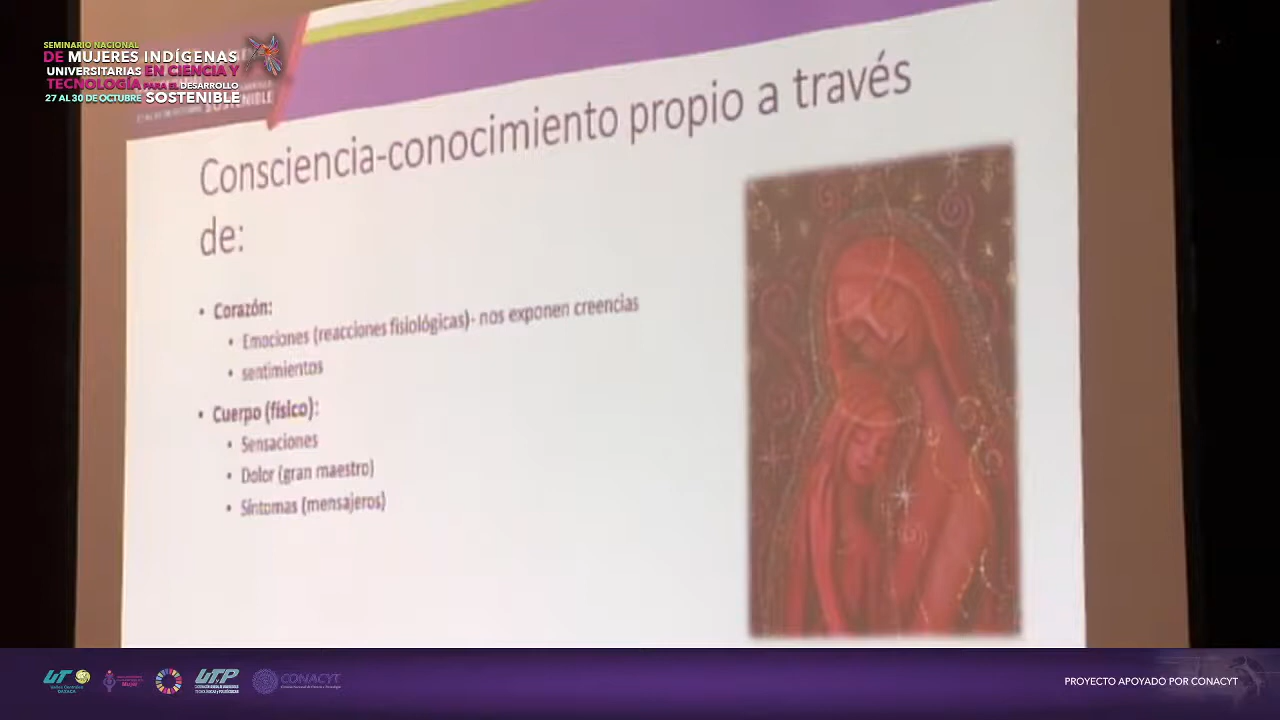 SEMINARIO NACIONAL
DE MUJERES INDÍGENAS
UNIVERSITARIAS EN CIENCIA Y
TECNOLOGÍA PARA EL DESARROLLO
27 AL 30 DE OCTUBRE SOSTENIBLE
Consciencia-conocimiento propio a través
de:
• Corazón:
• Emociones (reacciones fisiológicas)- nos exponen creencias
• sentimientos
• Cuerpo (físico):
• Sensaciones
• Dolor (gran maestro)
• Síntomas (mensajeros)
UT
OAXACA
UTP
CONACYT
PROYECTO APOYADO POR CONACYT